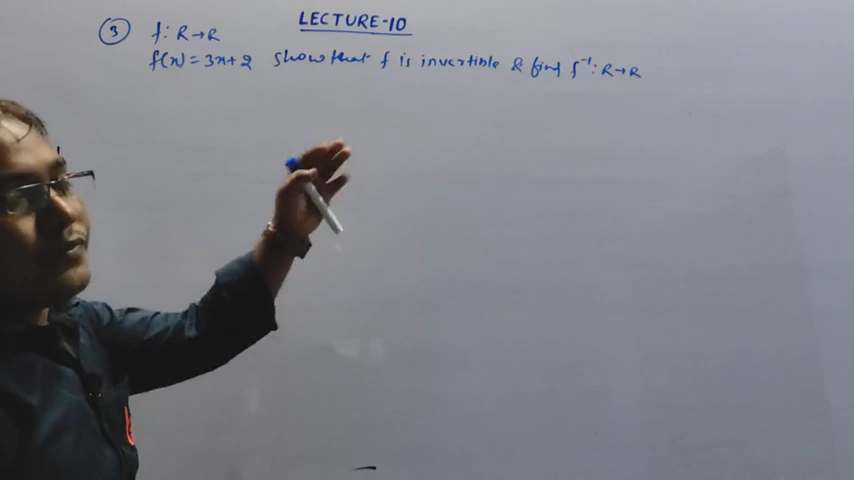 LECTURE-10
③ f: R→R
f(x) = 3x+2 show that f is invertible & find f⁻¹: R→R